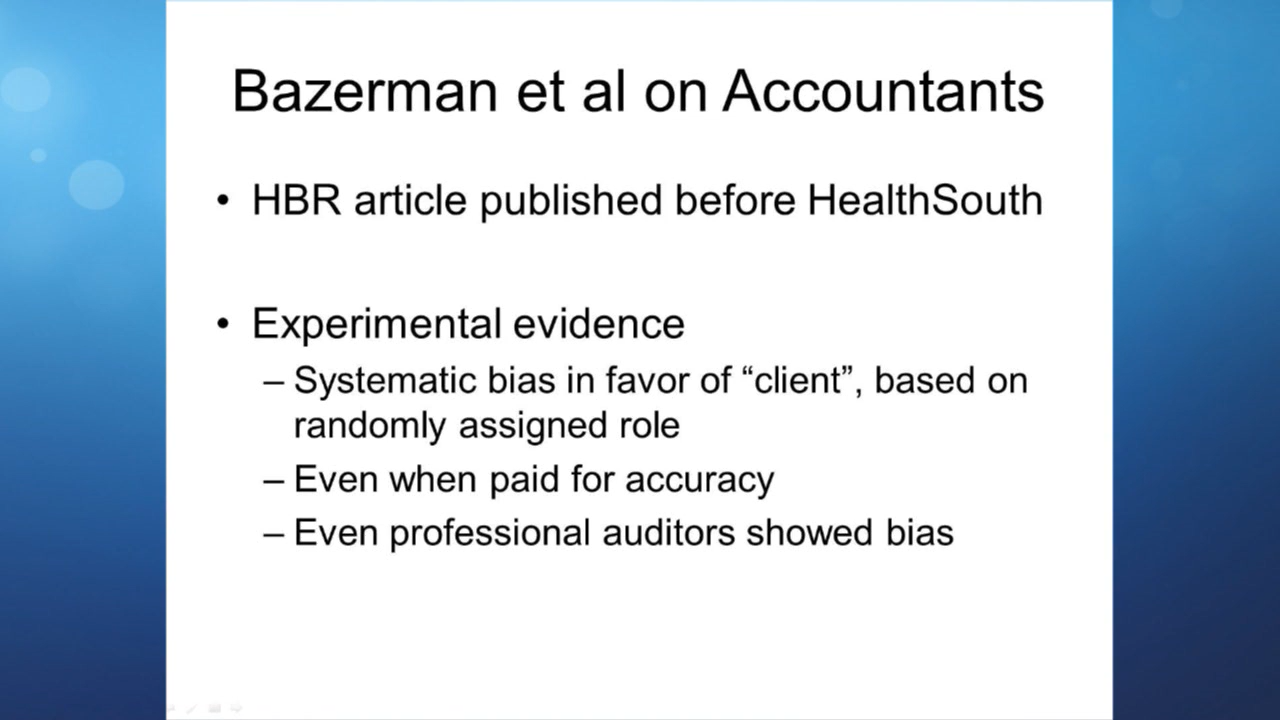 Bazerman et al on Accountants
• HBR article published before HealthSouth
• Experimental evidence
– Systematic bias in favor of “client”, based on
randomly assigned role
– Even when paid for accuracy
– Even professional auditors showed bias